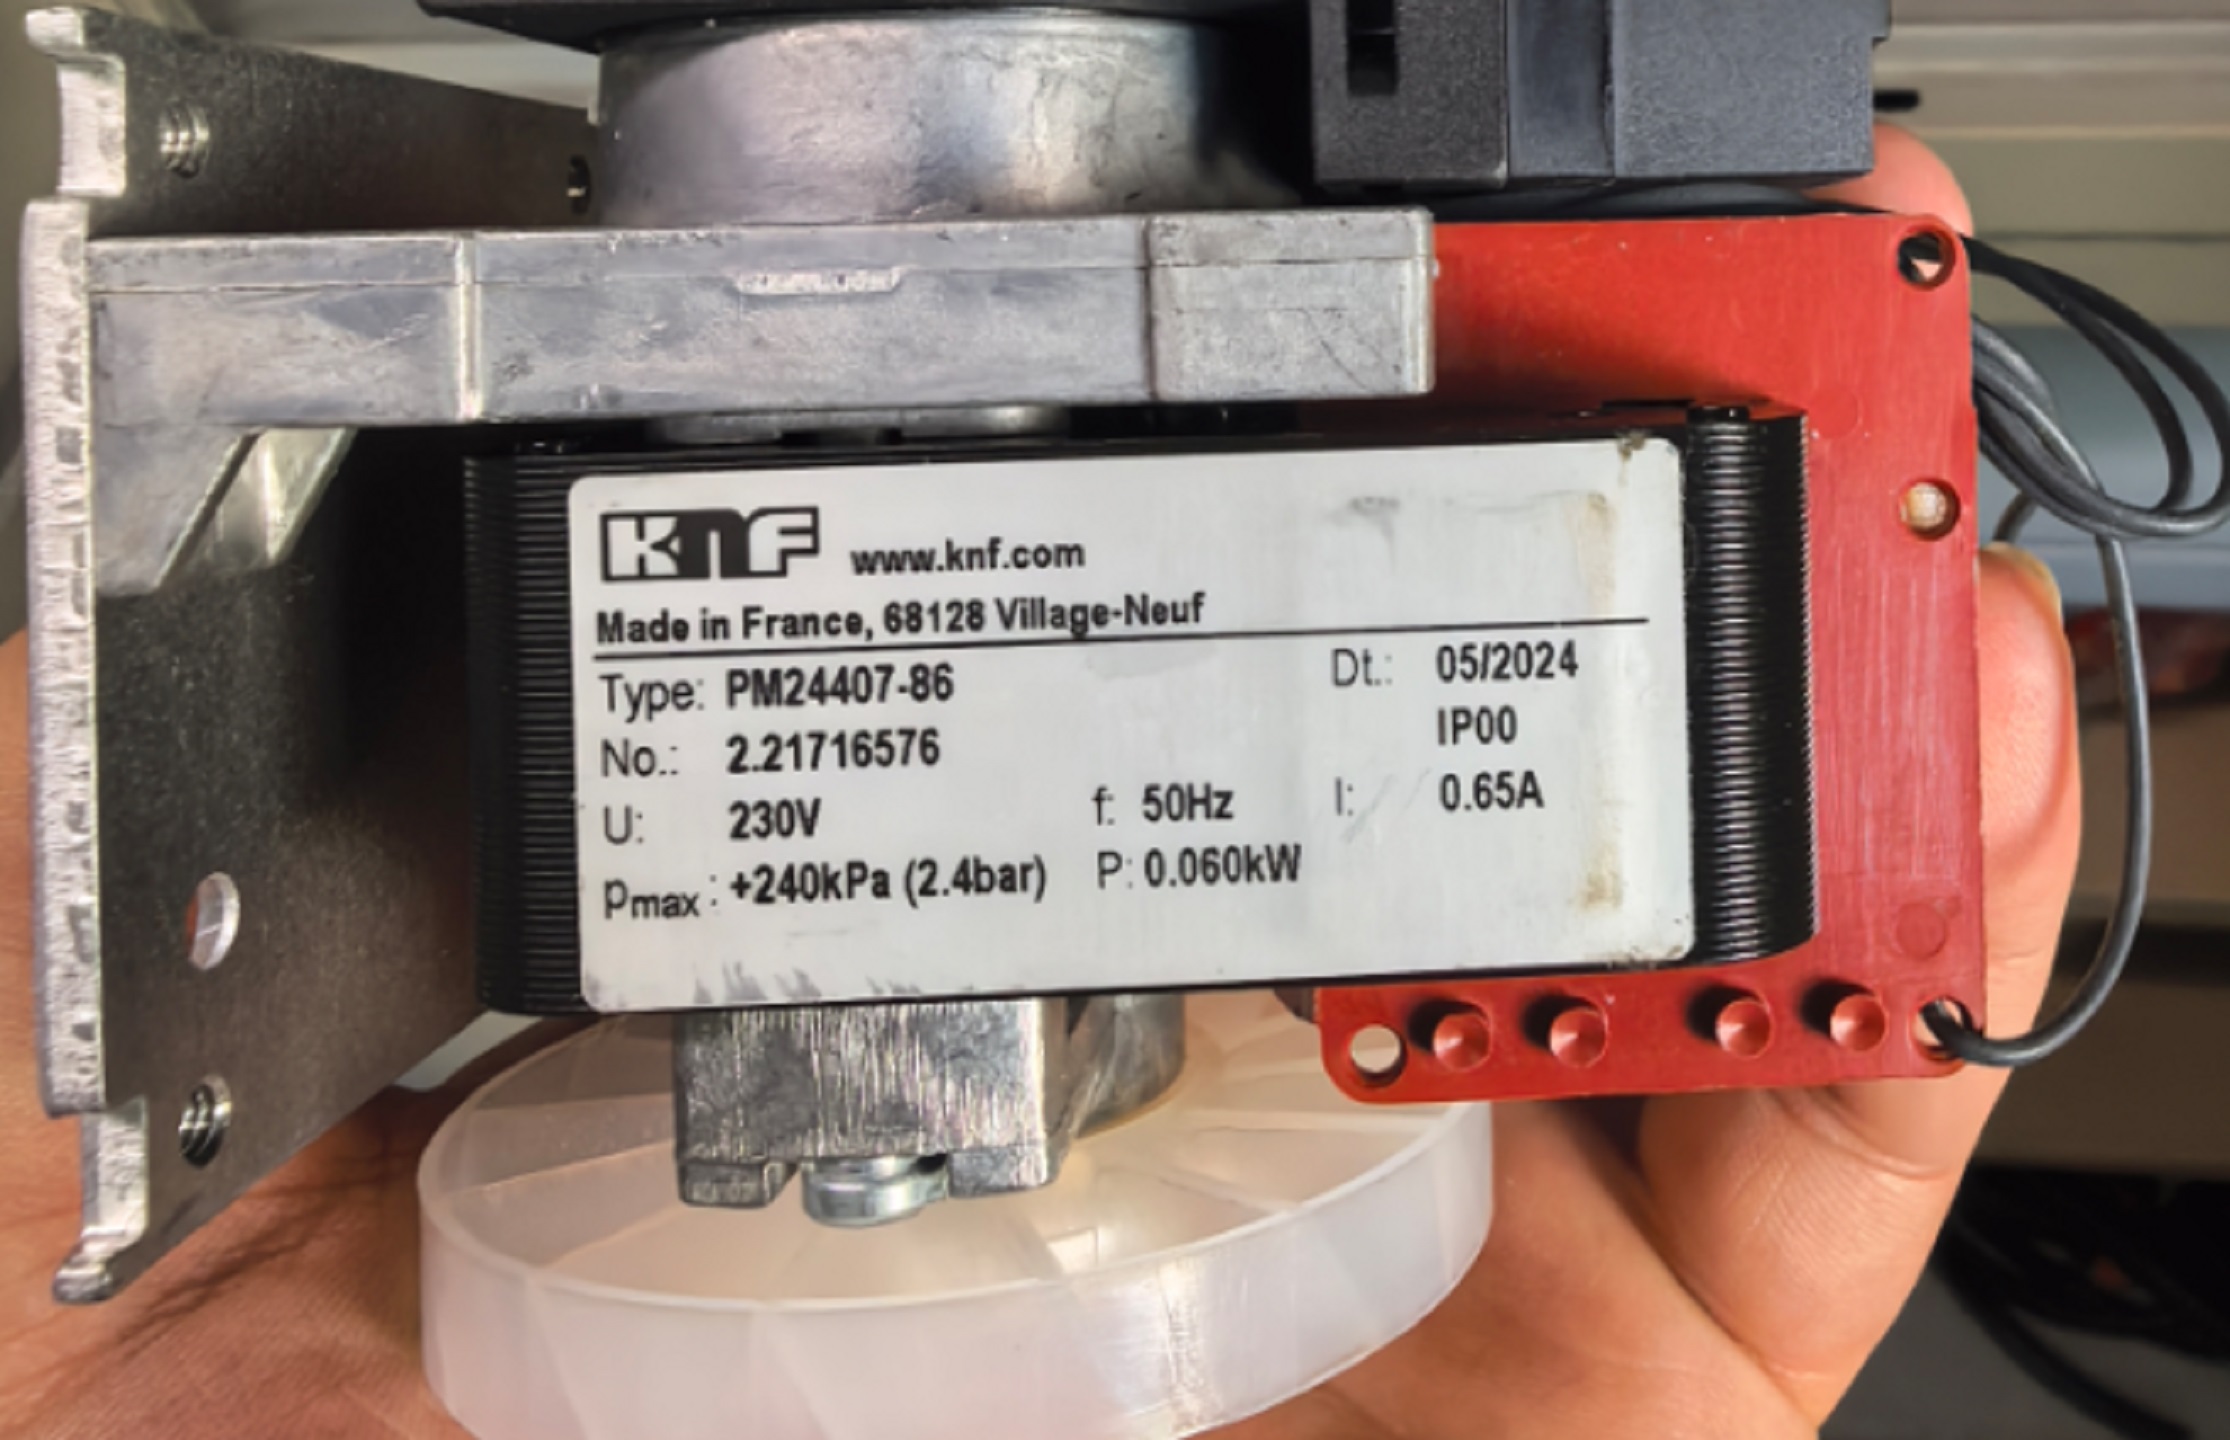 KNF www.knf.com
Made in France, 68128 Village-Neuf
Type: PM24407-86 Dt.: 05/2024
No.: 2.21716576 IP00
U: 230V f: 50Hz I: 0.65A
pmax : +240kPa (2.4bar) P: 0.060kW